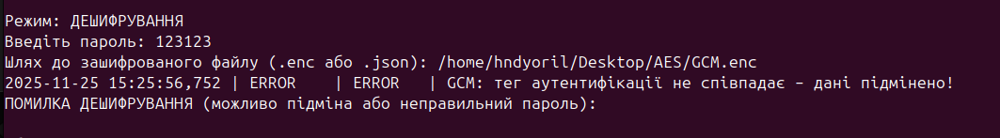 Режим: ДЕШИФРУВАННЯ
Введіть пароль: 123123
Шлях до зашифрованого файлу (.enc або .json): /home/hndyoril/Desktop/AES/GCM.enc
2025-11-25 15:25:56,752 | ERROR    | ERROR   | GCM: тег аутентифікації не співпадає – дані підмінено!
ПОМИЛКА ДЕШИФРУВАННЯ (можливо підміна або неправильний пароль):